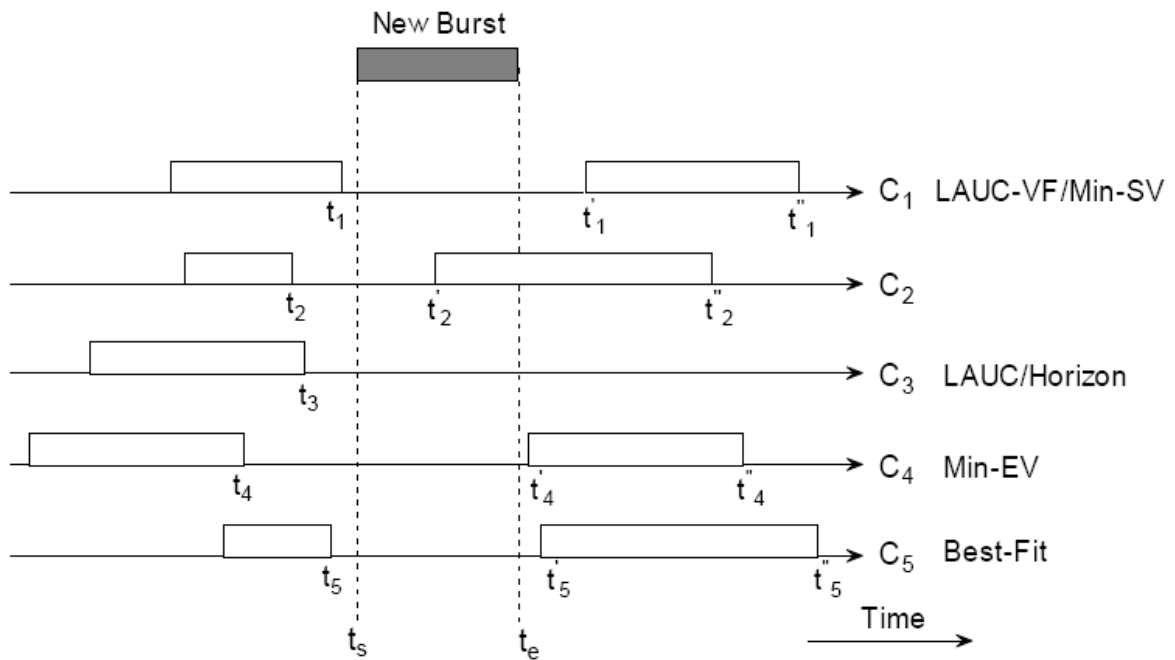 New Burst
C1 LAUC-VF/Min-SV
t1 t'1 t"1
C2
t2 t'2 t"2
C3 LAUC/Horizon
t3
C4 Min-EV
t4 t'4 t"4
C5 Best-Fit
t5 t'5 t"5
Time
ts te